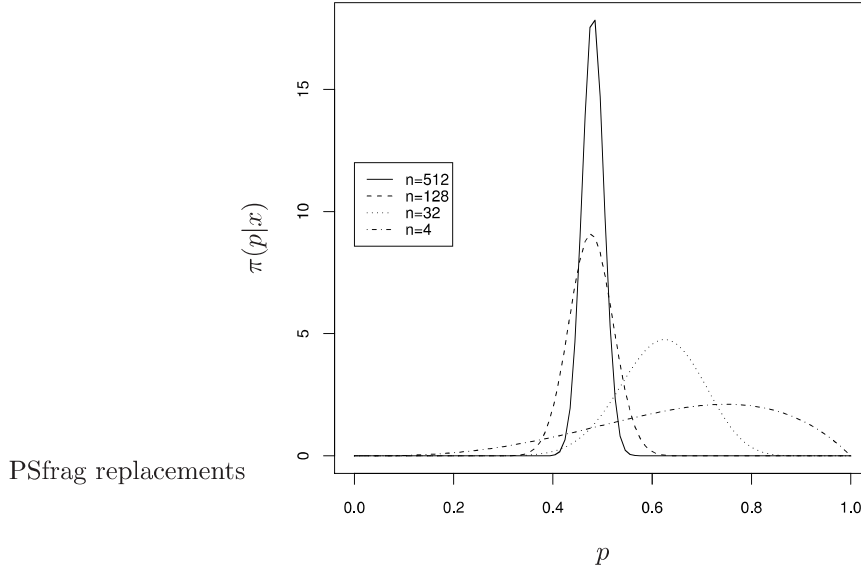 15
10
5
0
π(p|x)
n=512
n=128
n=32
n=4
PSfrag replacements
0.0 0.2 0.4 0.6 0.8 1.0
p